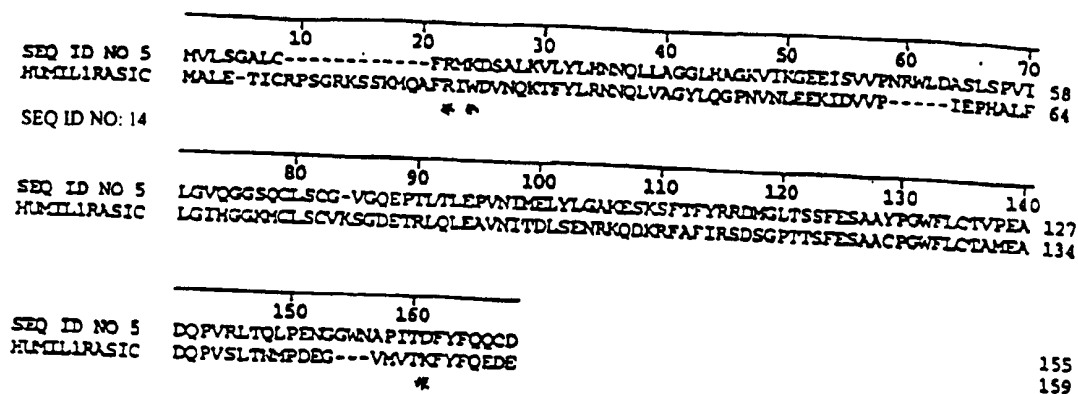 10 20 30 40 50 60 70
SEQ ID NO 5 MVLSGALC------------FRMKDSALKVLYLHNNQLLAGGLHAGKVIKGEEISVVPNRWLDASLSPVI 58
HUMIL1RASIC MALE-TICRPSGRKSSKMQAFRIWDVNQKTFYLRNNQLVAGYLQGPNVNLEEKIDVVP-----IEPHALF 64
* *
SEQ ID NO: 14
80 90 100 110 120 130 140
SEQ ID NO 5 LGVQGGSQCLSCG-VGQEPTLTLEPVNIMELYLGAKESKSFTFYRRDMGLTSSFESAAYPGWFLCTVPEA 127
HUMIL1RASIC LGIHGGKMCLSCVKSGDETRLQLEAVNITDLSENRKQDKRFAFIRSDSGPTTSFESAACPGWFLCTAMEA 134
150 160
SEQ ID NO 5 DQPVRLTQLPENGGWNAPITDFYFQQCD 155
HUMIL1RASIC DQPVSLTNMPDEG---VMVTKFYFQEDE 159
*